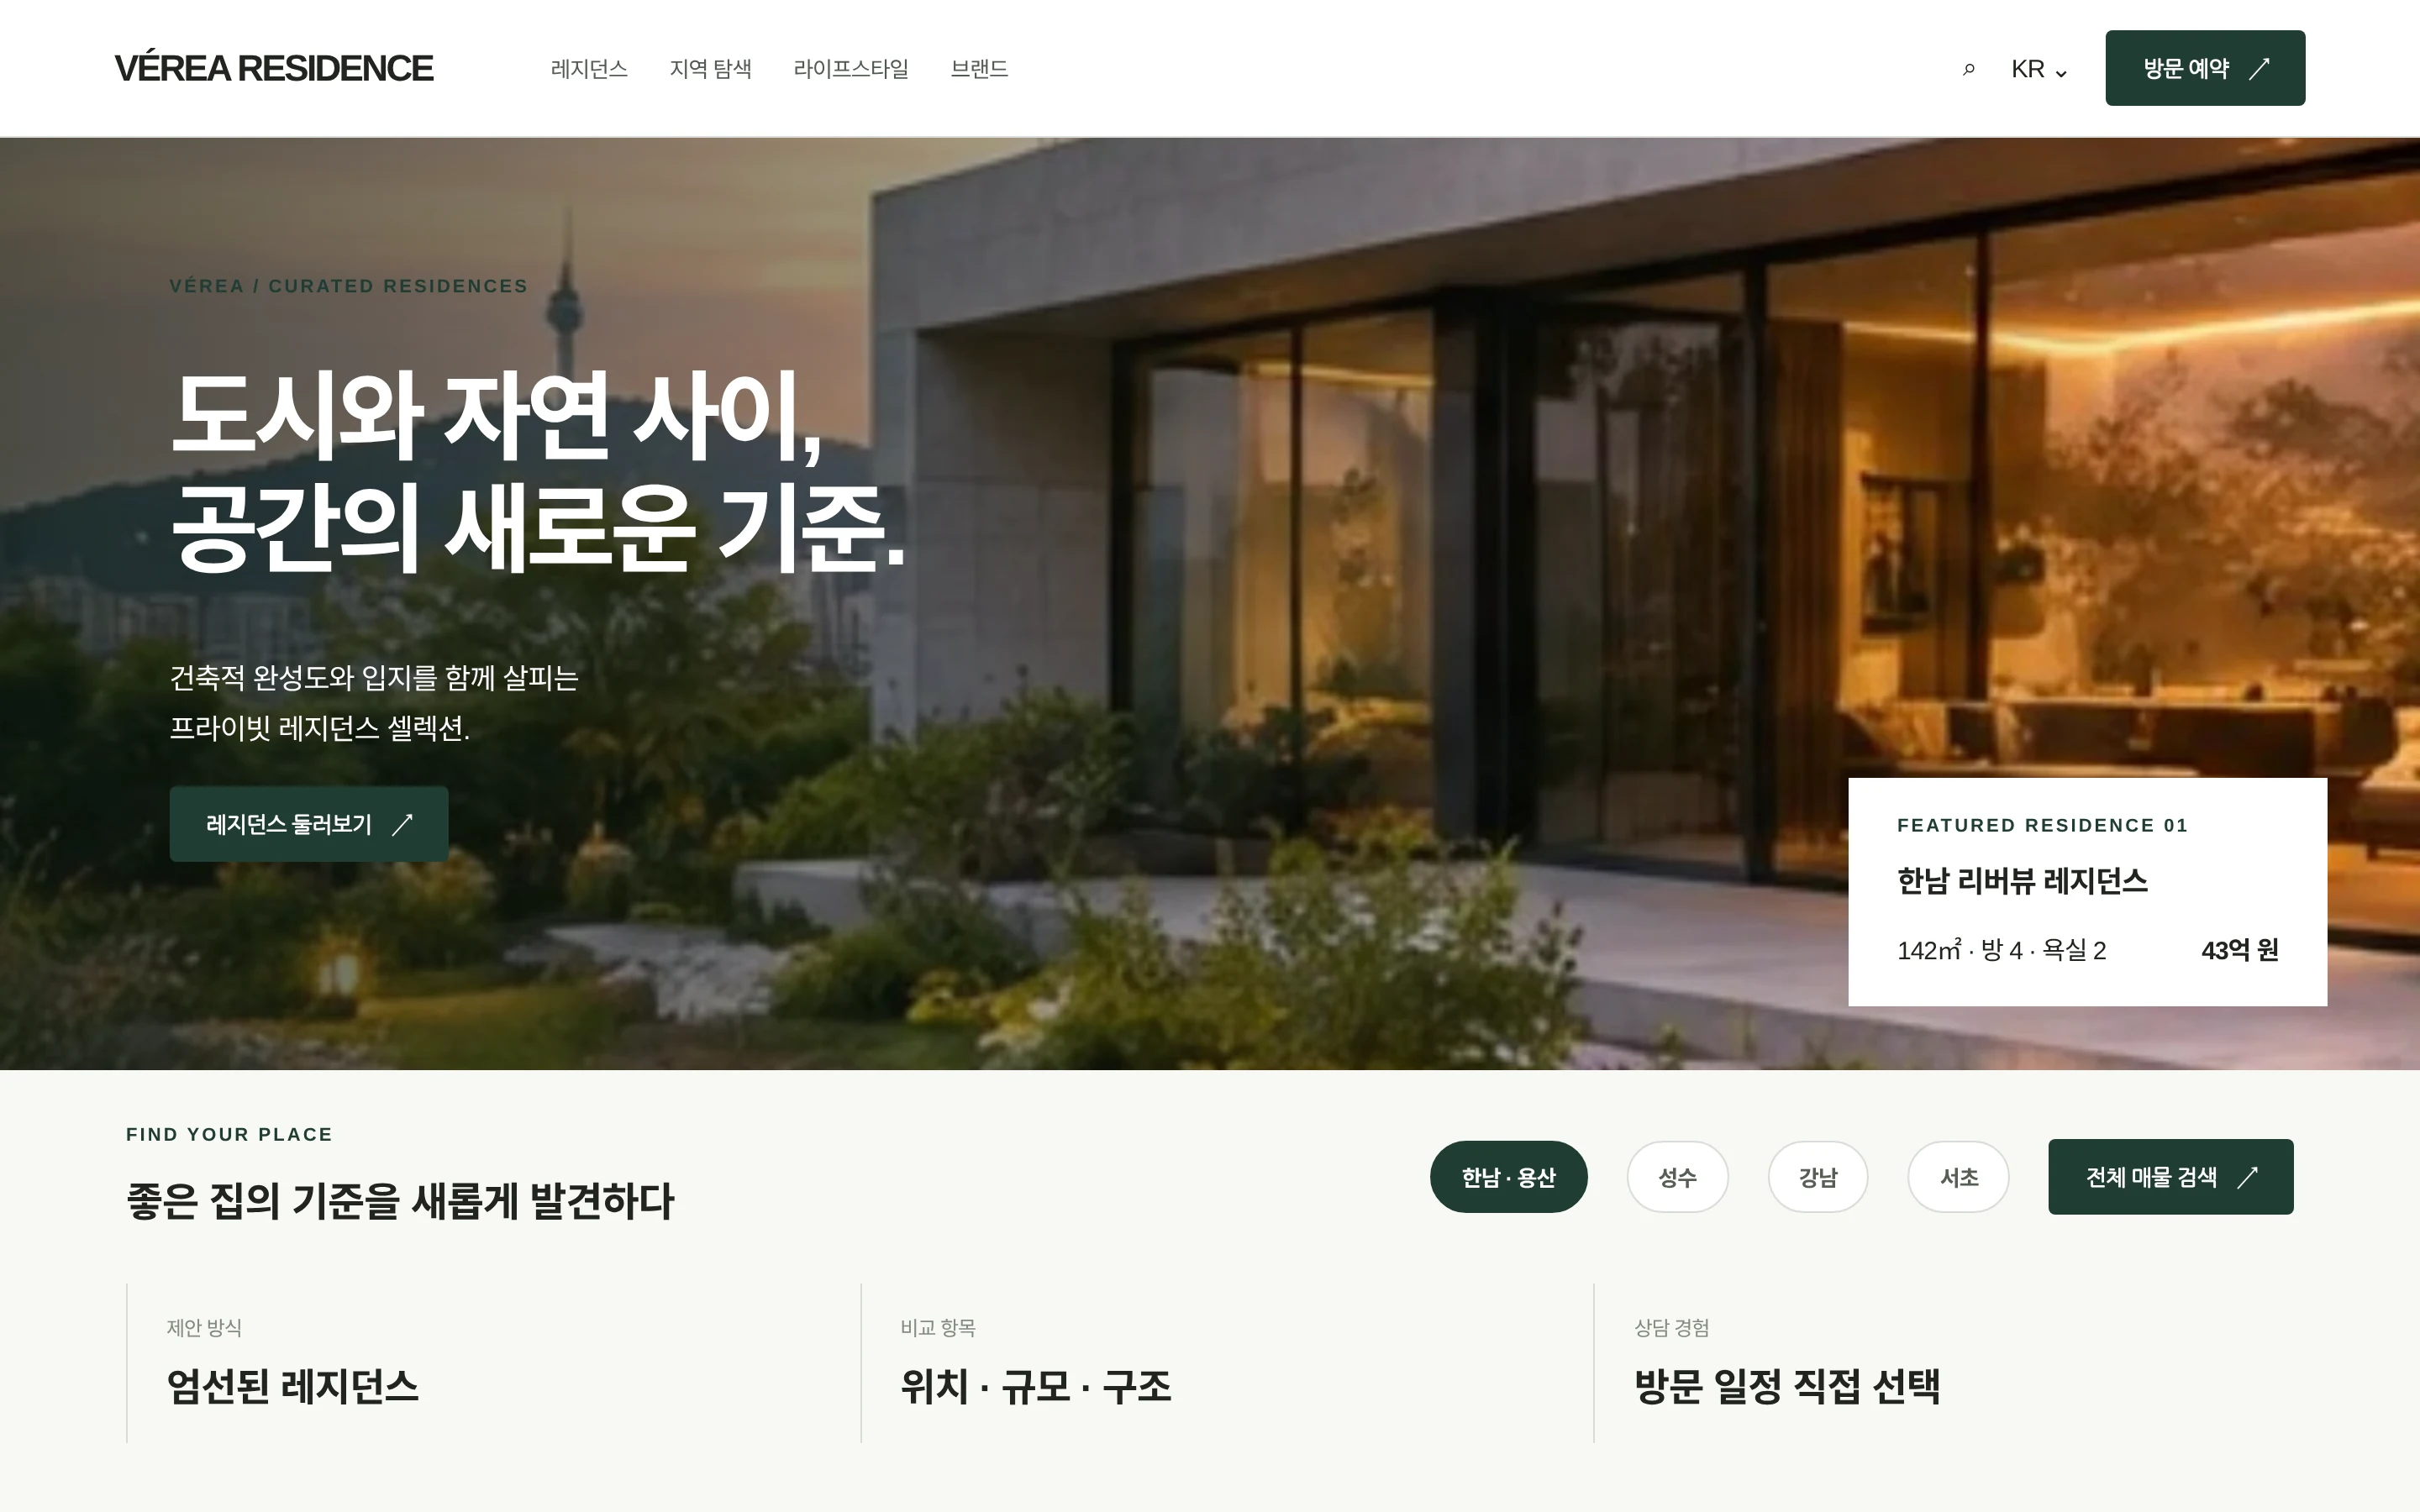 VÉREA RESIDENCE
레지던스 지역 탐색 라이프스타일 브랜드
KR
방문 예약
VÉREA / CURATED RESIDENCES
도시와 자연 사이,
공간의 새로운 기준.
건축적 완성도와 입지를 함께 살피는
프라이빗 레지던스 셀렉션.
레지던스 둘러보기
FEATURED RESIDENCE 01
한남 리버뷰 레지던스
142㎡ · 방 4 · 욕실 2 43억 원
FIND YOUR PLACE
좋은 집의 기준을 새롭게 발견하다
한남 · 용산 성수 강남 서초 전체 매물 검색
제안 방식
엄선된 레지던스
비교 항목
위치 · 규모 · 구조
상담 경험
방문 일정 직접 선택